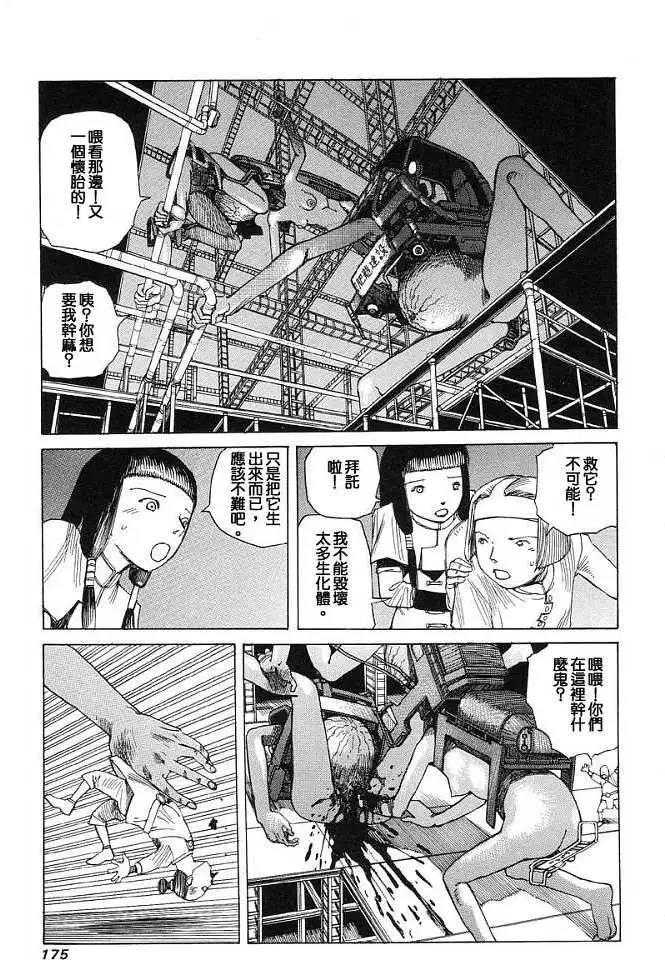 喂看那邊！又
一個懷胎的！
咦？你想
要我幹麻？
救它？
不可能！
拜託
啦！
我不能毀壞
太多生化體。
只是把它生
出來而已，
應該不難吧。
喂喂！你們
在這裡幹什
麼鬼？
175